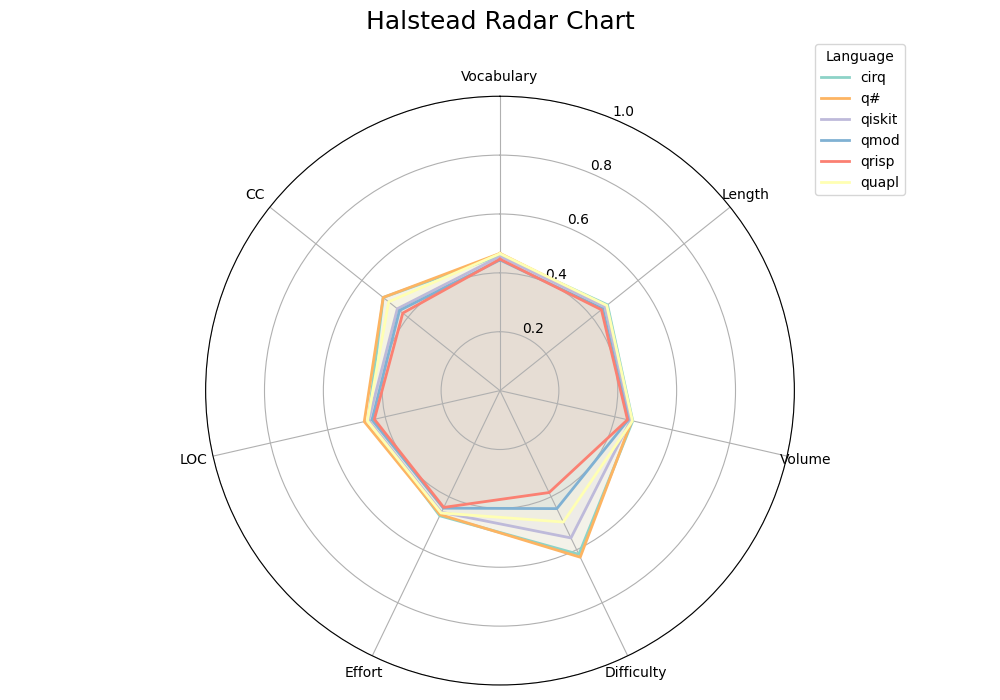 Halstead Radar Chart
Language
cirq
q#
qiskit
qmod
qrisp
quapl
Vocabulary
1.0
0.8
CC
Length
0.6
0.4
0.2
LOC
Volume
Effort
Difficulty